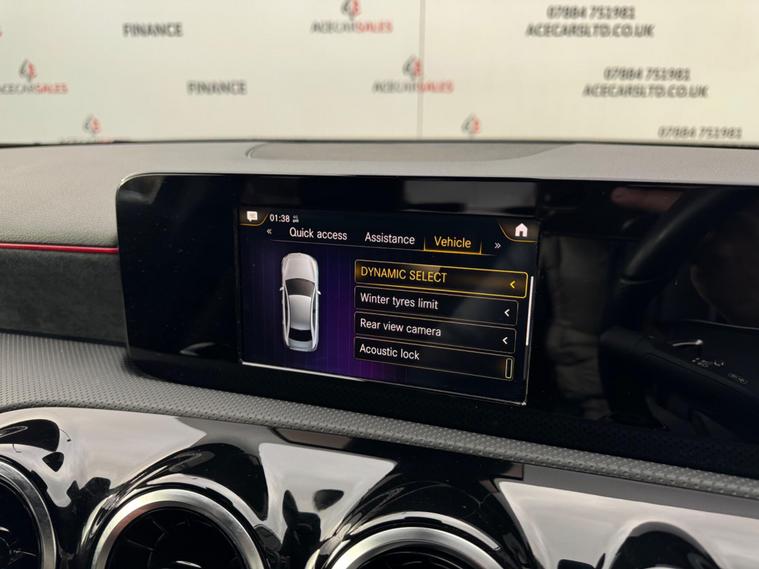 FINANCE
ACECARSALES
07884 751981
ACECARSLTD.CO.UK
ACECARSALES
FINANCE
ACECARSALES
07884 751981
ACECARSLTD.CO.UK
07884 751981
01:38
« Quick access Assistance Vehicle »
DYNAMIC SELECT
Winter tyres limit
Rear view camera
Acoustic lock